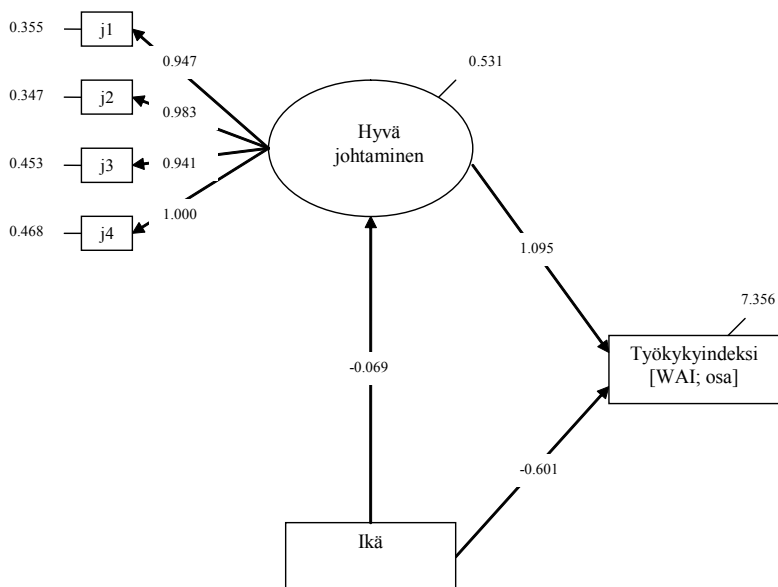 0.355
j1
0.947
0.531
0.347
j2
0.983
Hyvä
johtaminen
0.453
j3
0.941
0.468
j4
1.000
1.095
7.356
Työkykyindeksi
[WAI; osa]
-0.069
-0.601
Ikä